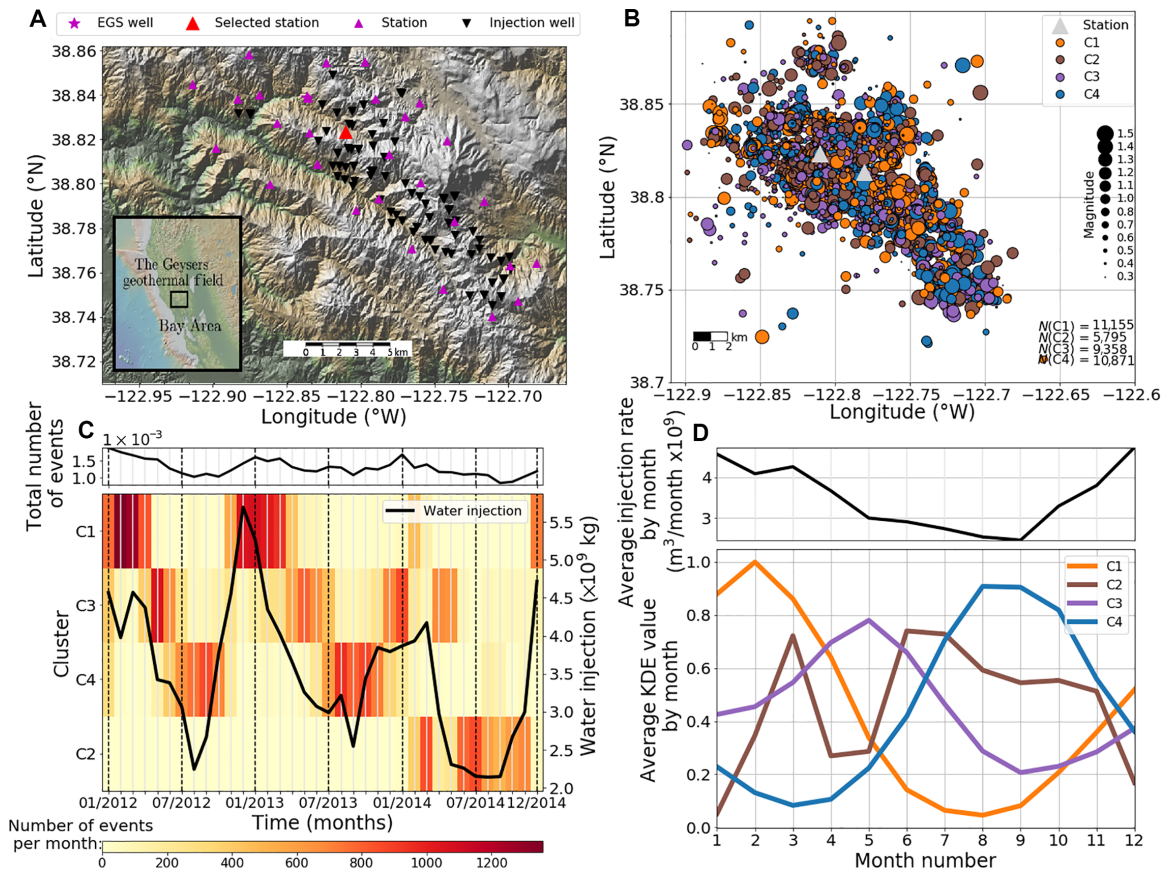 A
EGS well
Selected station
Station
Injection well
38.86
38.84
38.82
38.80
38.78
38.76
38.74
38.72
Latitude (°N)
The Geysers
geothermal field
Bay Area
0 1 2 3 4 5 km
−122.95 −122.90 −122.85 −122.80 −122.75 −122.70
Longitude (°W)
B
Station
C1
C2
C3
C4
38.85
38.8
38.75
38.7
Latitude (°N)
Magnitude
1.5
1.4
1.3
1.2
1.1
1.0
0.8
0.7
0.6
0.5
0.4
0.3
km
0 1 2
N(C1) = 11,155
N(C2) = 5,795
N(C3) = 9,358
N(C4) = 10,871
−122.9 −122.85 −122.8 −122.75 −122.7 −122.65 −122.6
Longitude (°W)
C
Total number
of events
1 × 10⁻³
1.5
1.0
Water injection
C1
C3
C4
C2
Cluster
5.5
5.0
4.5
4.0
3.5
3.0
2.5
2.0
Water injection (×10⁹ kg)
01/2012 07/2012 01/2013 07/2013 01/2014 07/2014 12/2014
Time (months)
Number of events
per month:
0 200 400 600 800 1000 1200
D
Average injection rate
by month
(m³/month x10⁹)
4
3
C1
C2
C3
C4
1.0
0.8
0.6
0.4
0.2
0.0
Average KDE value
by month
1 2 3 4 5 6 7 8 9 10 11 12
Month number